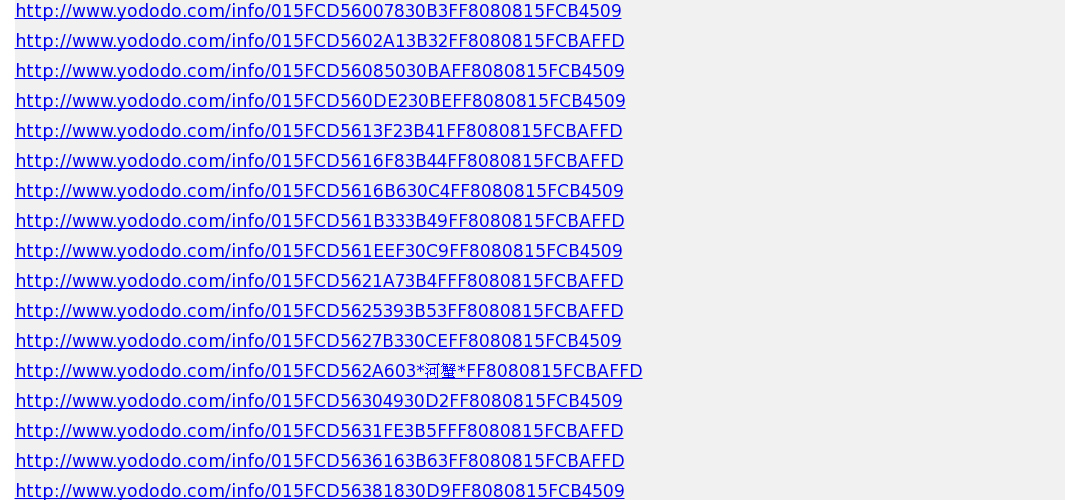 http://www.yododo.com/info/015FCD56007830B3FF8080815FCB4509
http://www.yododo.com/info/015FCD5602A13B32FF8080815FCBAFFD
http://www.yododo.com/info/015FCD56085030BAFF8080815FCB4509
http://www.yododo.com/info/015FCD560DE230BEFF8080815FCB4509
http://www.yododo.com/info/015FCD5613F23B41FF8080815FCBAFFD
http://www.yododo.com/info/015FCD5616F83B44FF8080815FCBAFFD
http://www.yododo.com/info/015FCD5616B630C4FF8080815FCB4509
http://www.yododo.com/info/015FCD561B333B49FF8080815FCBAFFD
http://www.yododo.com/info/015FCD561EEF30C9FF8080815FCB4509
http://www.yododo.com/info/015FCD5621A73B4FFF8080815FCBAFFD
http://www.yododo.com/info/015FCD5625393B53FF8080815FCBAFFD
http://www.yododo.com/info/015FCD5627B330CEFF8080815FCB4509
http://www.yododo.com/info/015FCD562A603*河蟹*FF8080815FCBAFFD
http://www.yododo.com/info/015FCD56304930D2FF8080815FCB4509
http://www.yododo.com/info/015FCD5631FE3B5FFF8080815FCBAFFD
http://www.yododo.com/info/015FCD5636163B63FF8080815FCBAFFD
http://www.yododo.com/info/015FCD56381830D9FF8080815FCB4509